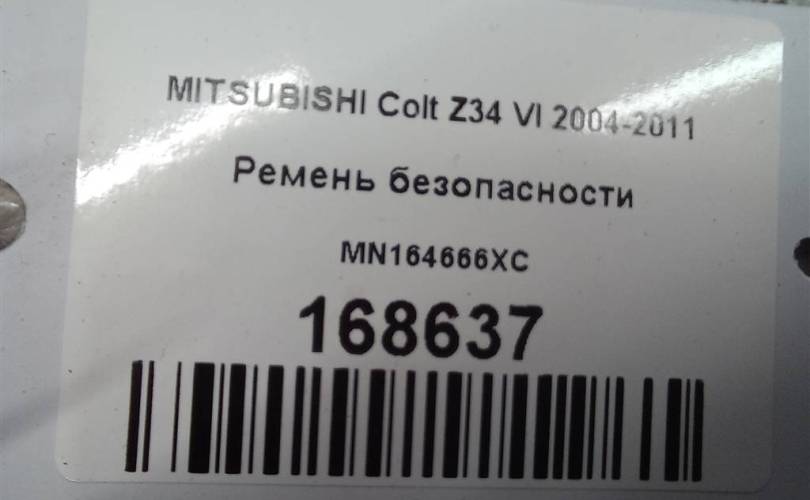 MITSUBISHI Colt Z34 VI 2004-2011
Ремень безопасности
MN164666XC
168637